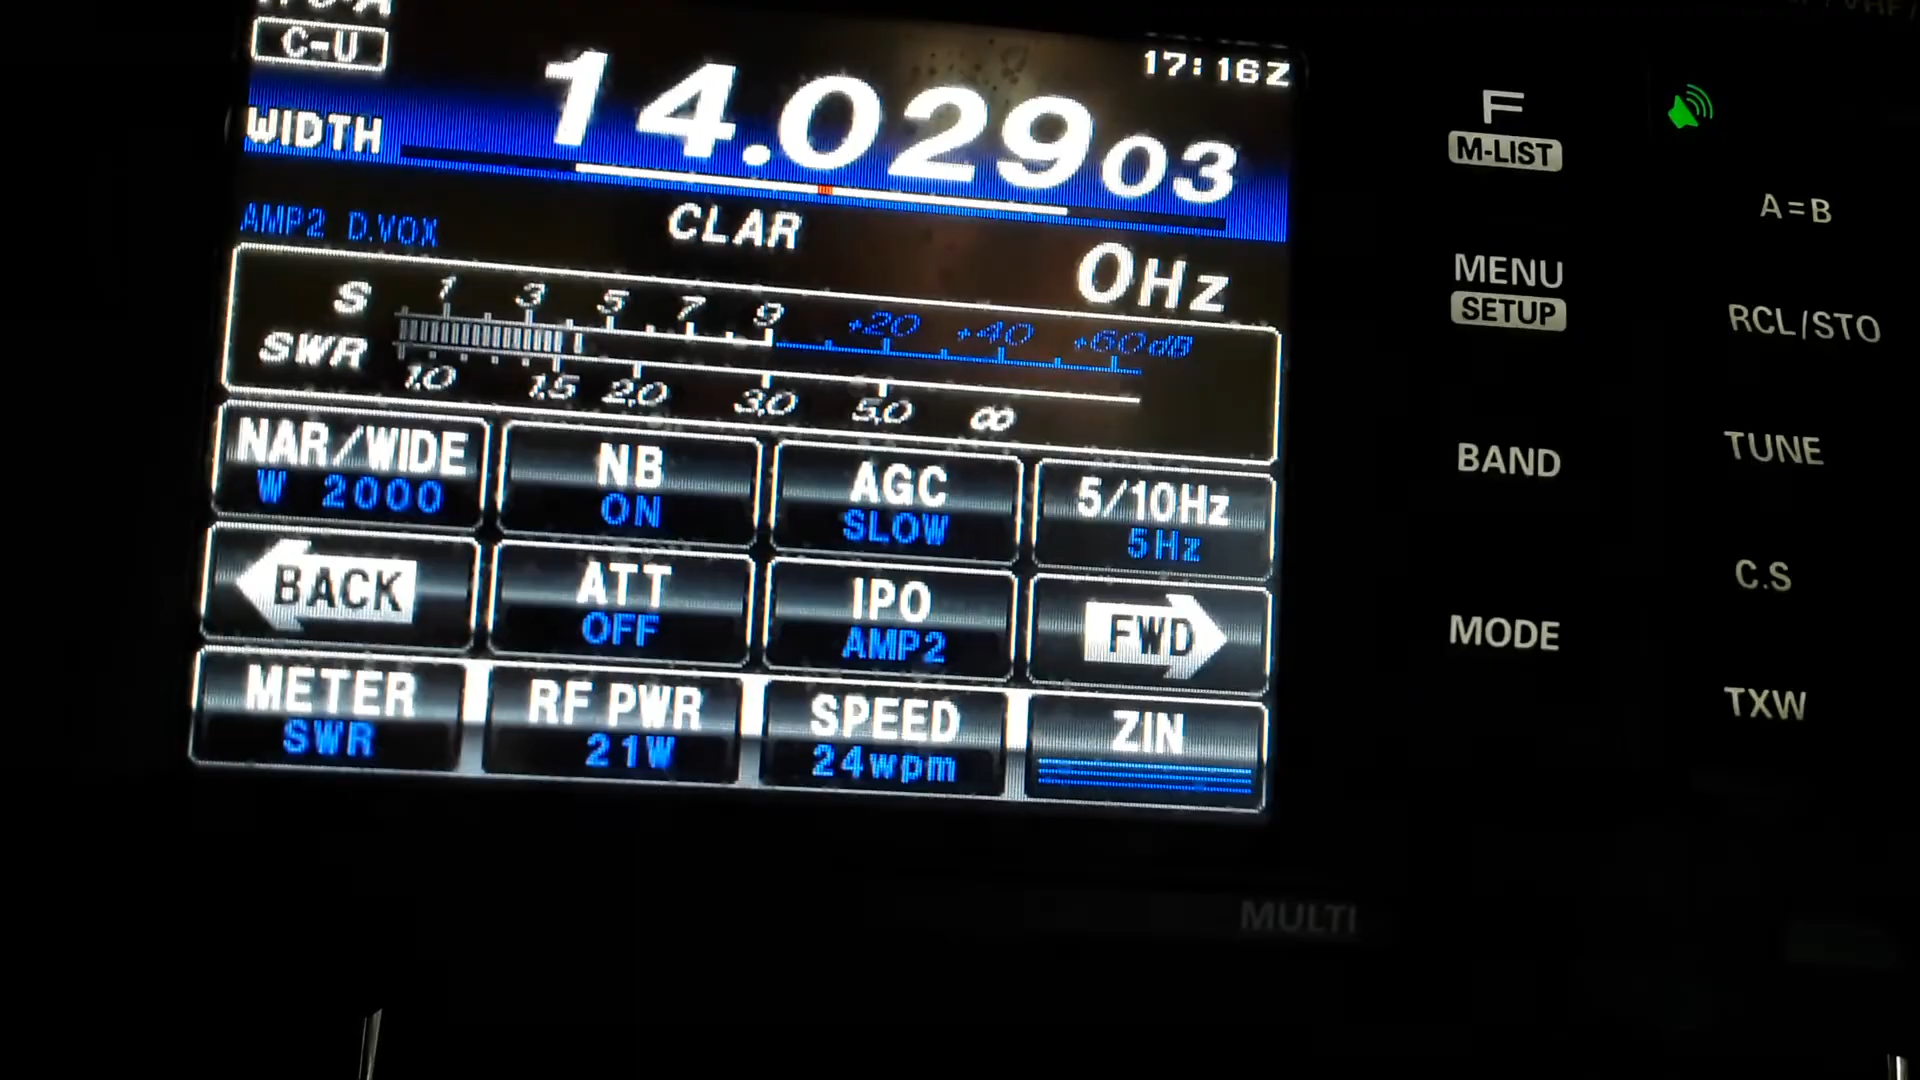 C-U
17:16Z
14.02903
WIDTH
AMP2 D.VOX
CLAR
0Hz
S 1 3 5 7 9 +20 +40 +60dB
SWR
1.0 1.5 2.0 3.0 5.0 ∞
NAR/WIDE NB AGC 5/10Hz
W 2000 ON SLOW 5Hz
BACK ATT IPO FWD
OFF AMP2
METER RF PWR SPEED ZIN
SWR 21W 24wpm
F
M-LIST
A=B
MENU
SETUP
RCL/STO
BAND
TUNE
C.S
MODE
TXW
MULTI